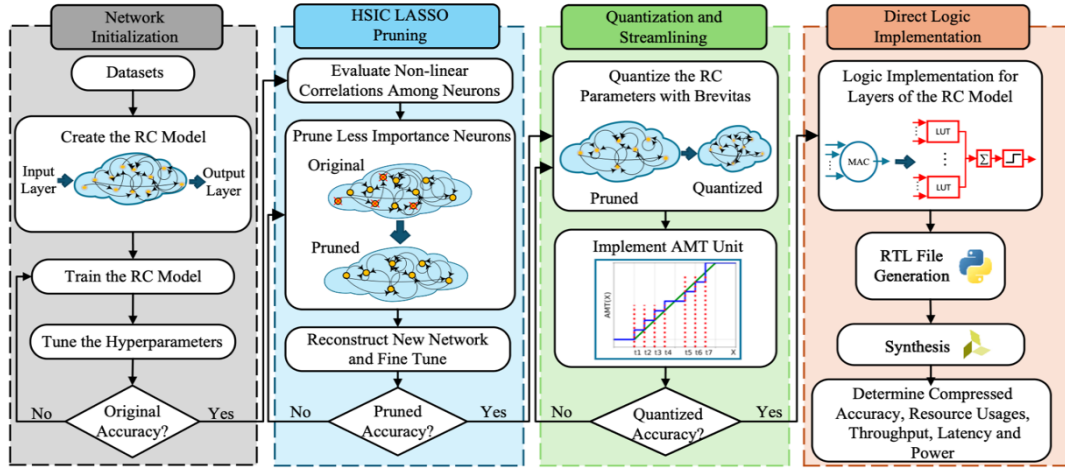 Network
Initialization
Datasets
Create the RC Model
Input
Layer
Output
Layer
Train the RC Model
Tune the Hyperparameters
No
Original
Accuracy?
Yes
HSIC LASSO
Pruning
Evaluate Non-linear
Correlations Among Neurons
Prune Less Importance Neurons
Original
Pruned
Reconstruct New Network
and Fine Tune
No
Pruned
Accuracy?
Yes
Quantization and
Streamlining
Quantize the RC
Parameters with Brevitas
Pruned
Quantized
Implement AMT Unit
AMT(X)
t1 t2 t3 t4 t5 t6 t7 X
No
Quantized
Accuracy?
Yes
Direct Logic
Implementation
Logic Implementation for
Layers of the RC Model
MAC
LUT
LUT
Σ
RTL File
Generation
Synthesis
Determine Compressed
Accuracy, Resource Usages,
Throughput, Latency and
Power